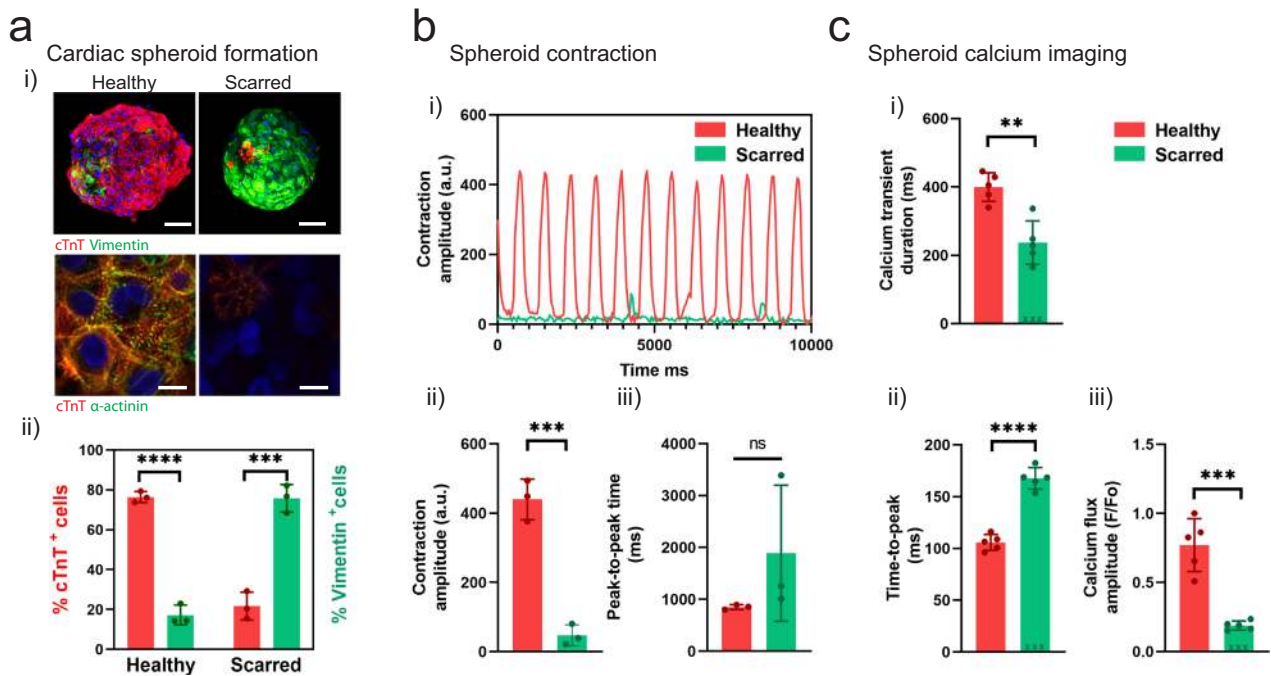 a
Cardiac spheroid formation
i)
Healthy
Scarred
cTnT Vimentin
cTnT α-actinin
ii)
% cTnT + cells
% Vimentin + cells
100
80
60
40
20
0
****
***
Healthy
Scarred
b
Spheroid contraction
i)
Contraction
amplitude (a.u.)
600
400
200
0
Healthy
Scarred
0
5000
10000
Time ms
ii)
Contraction
amplitude (a.u.)
600
400
200
0
***
iii)
Peak-to-peak time
(ms)
4000
3000
2000
1000
0
ns
c
Spheroid calcium imaging
i)
Calcium transient
duration (ms)
600
400
200
0
**
Healthy
Scarred
ii)
Time-to-peak
(ms)
200
150
100
50
0
****
iii)
Calcium flux
amplitude (F/Fo)
1.5
1.0
0.5
0.0
***